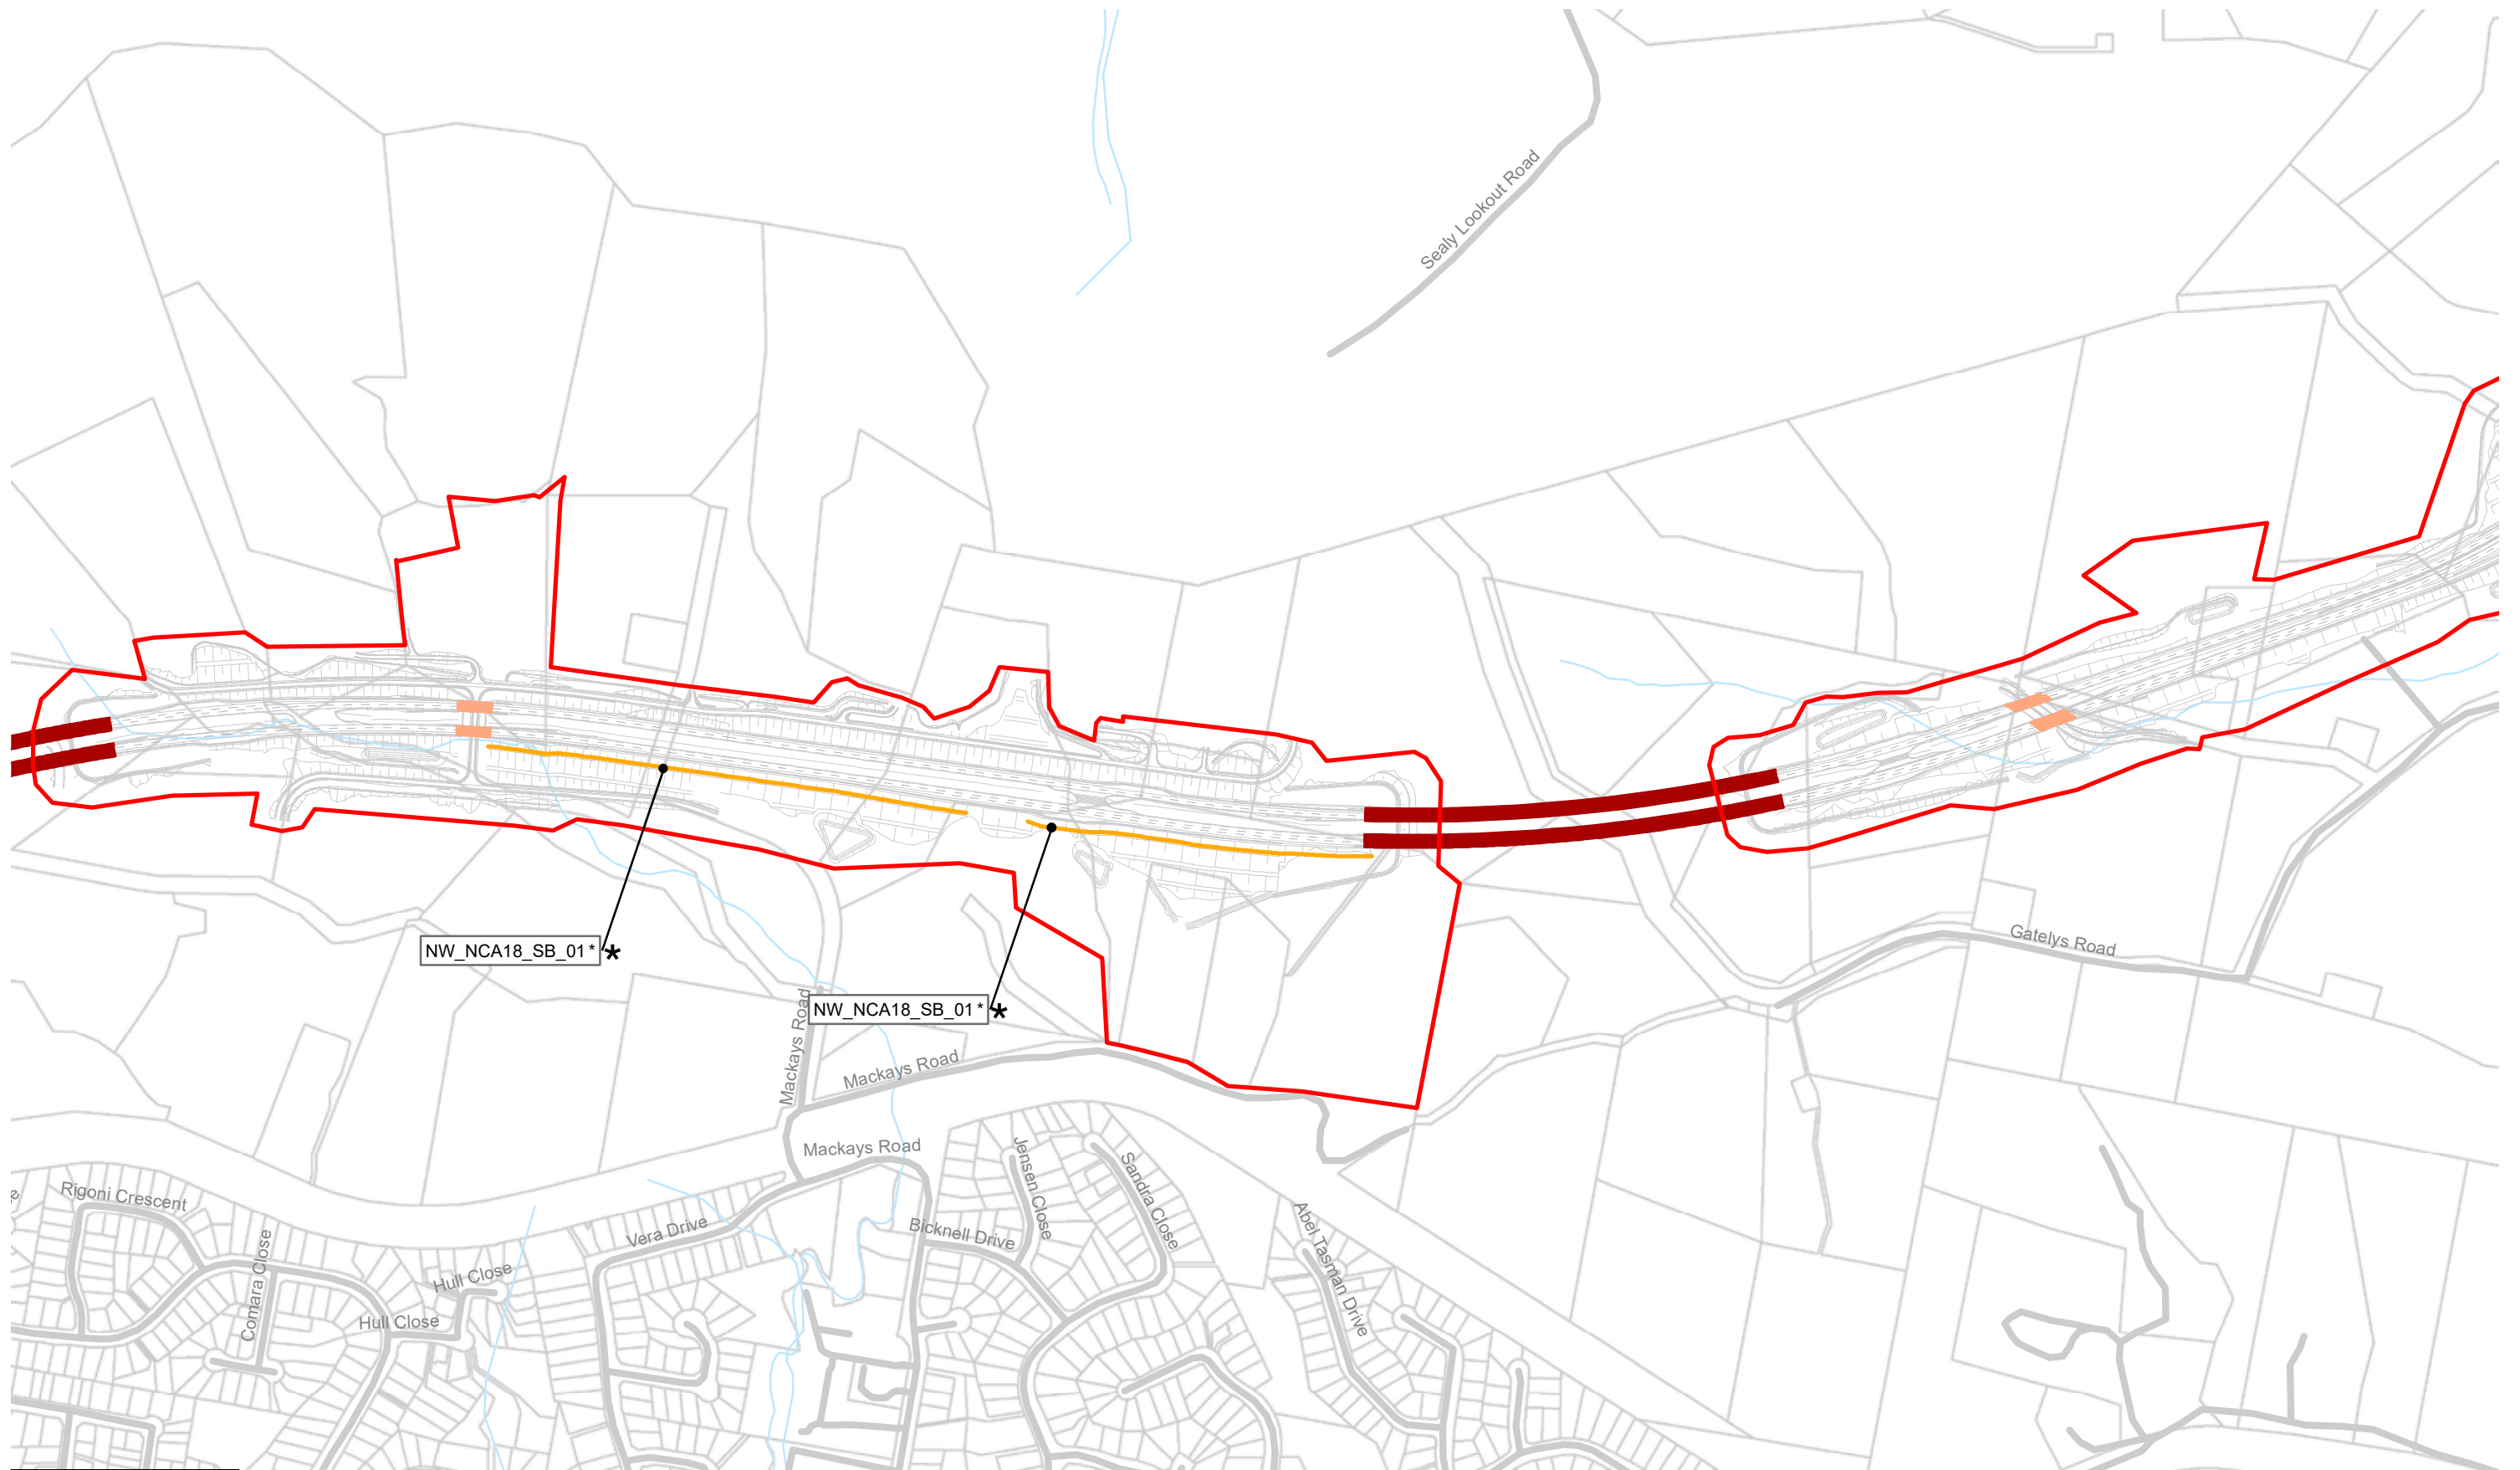 Sealy Lookout Road
Gatelys Road
NW_NCA18_SB_01 *
*
NW_NCA18_SB_01 *
*
Mackays Road
Mackays Road
Mackays Road
Jensen Close
Sandra Close
Rigoni Crescent
Comara Close
Hull Close
Hull Close
Vera Drive
Bicknell Drive
Abel Tasman Drive